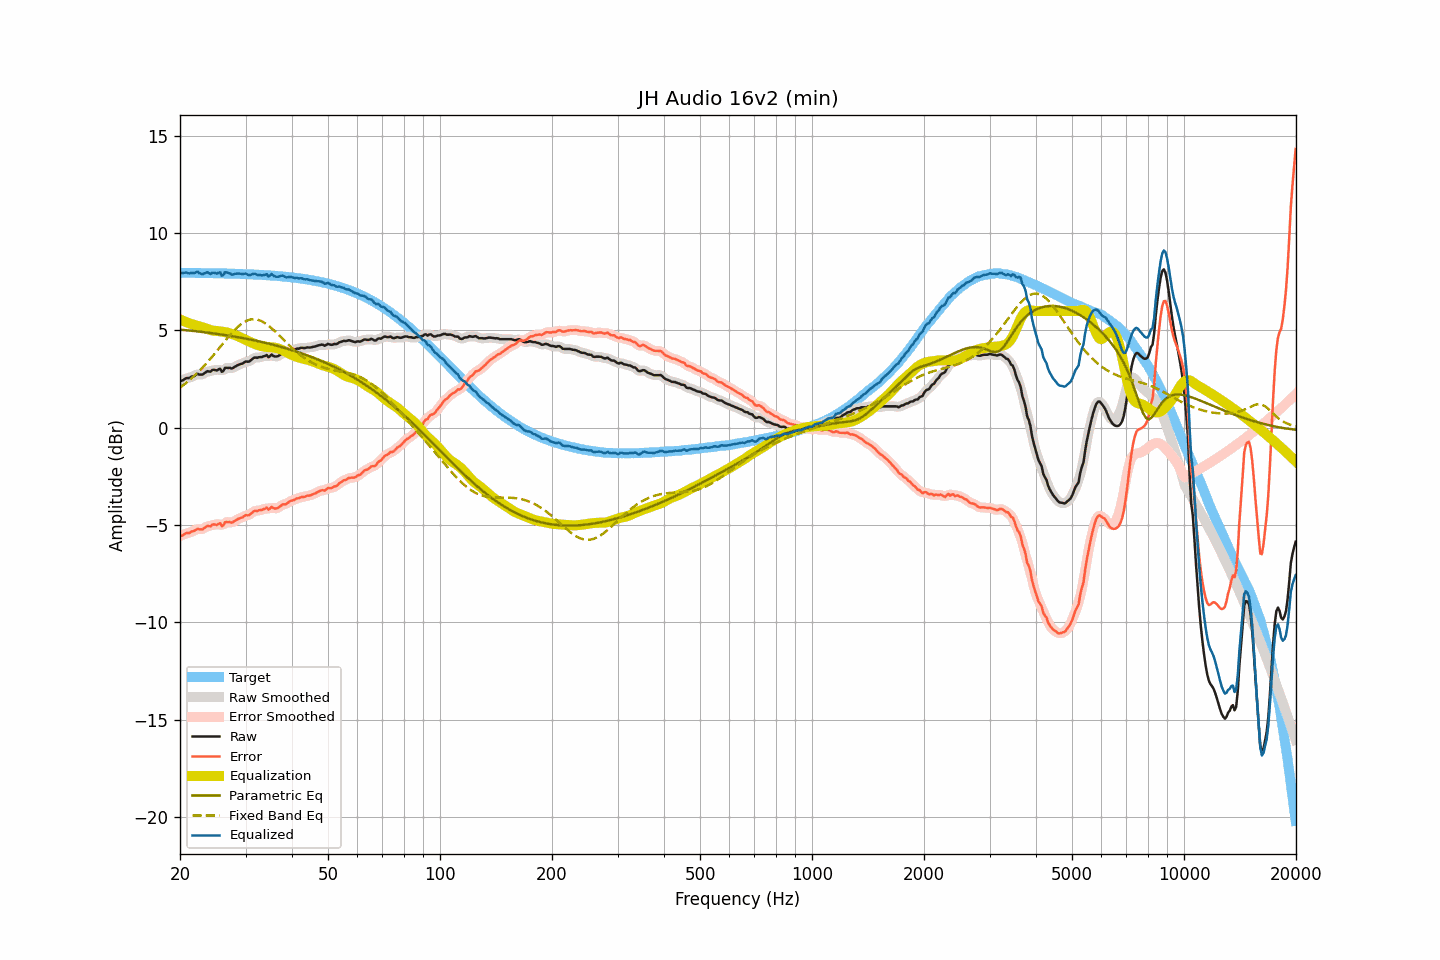 JH Audio 16v2 (min)
15
10
5
0
−5
−10
−15
−20
Amplitude (dBr)
Target
Raw Smoothed
Error Smoothed
Raw
Error
Equalization
Parametric Eq
Fixed Band Eq
Equalized
20 50 100 200 500 1000 2000 5000 10000 20000
Frequency (Hz)